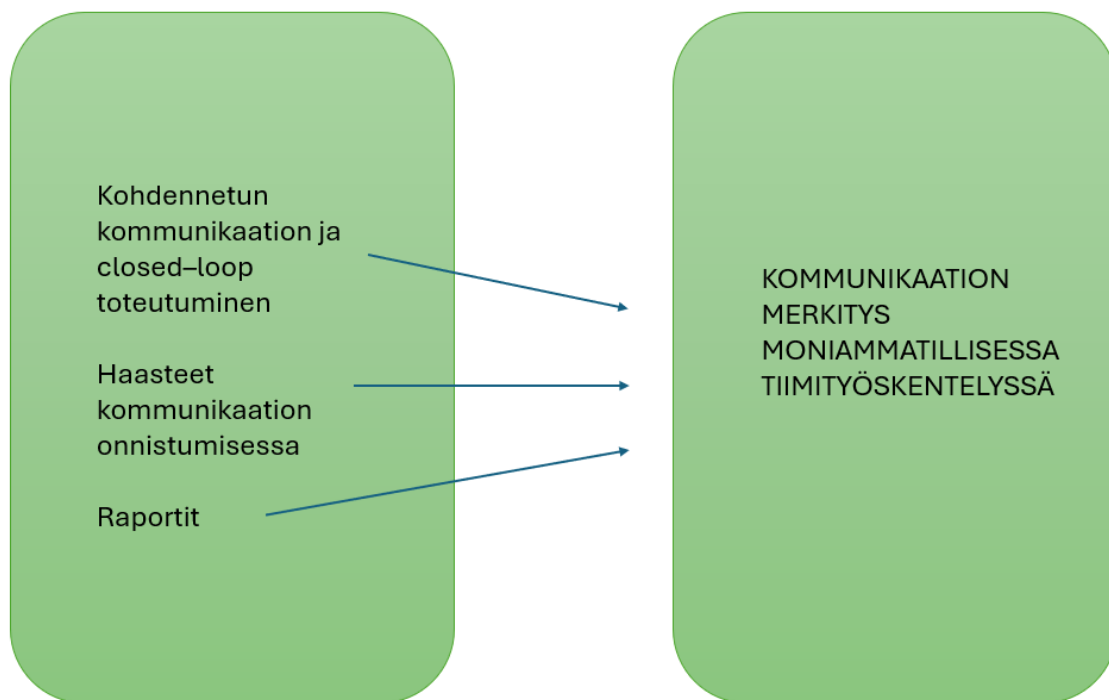 Kohdennetun
kommunikaation ja
closed–loop
toteutuminen
Haasteet
kommunikaation
onnistumisessa
Raportit
KOMMUNIKAATION
MERKITYS
MONIAMMATILLISESSA
TIIMITYÖSKENTELYSSÄ